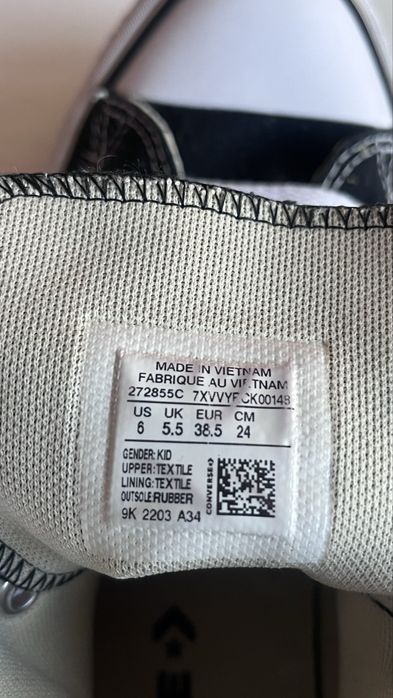 MADE IN VIETNAM
FABRIQUE AU VIETNAM
272855C
US UK EUR CM
6 5.5 38.5 24
GENDER: KID
UPPER: TEXTILE
LINING: TEXTILE
OUTSOLE: RUBBER
CONVERSE
9K 2203 A34